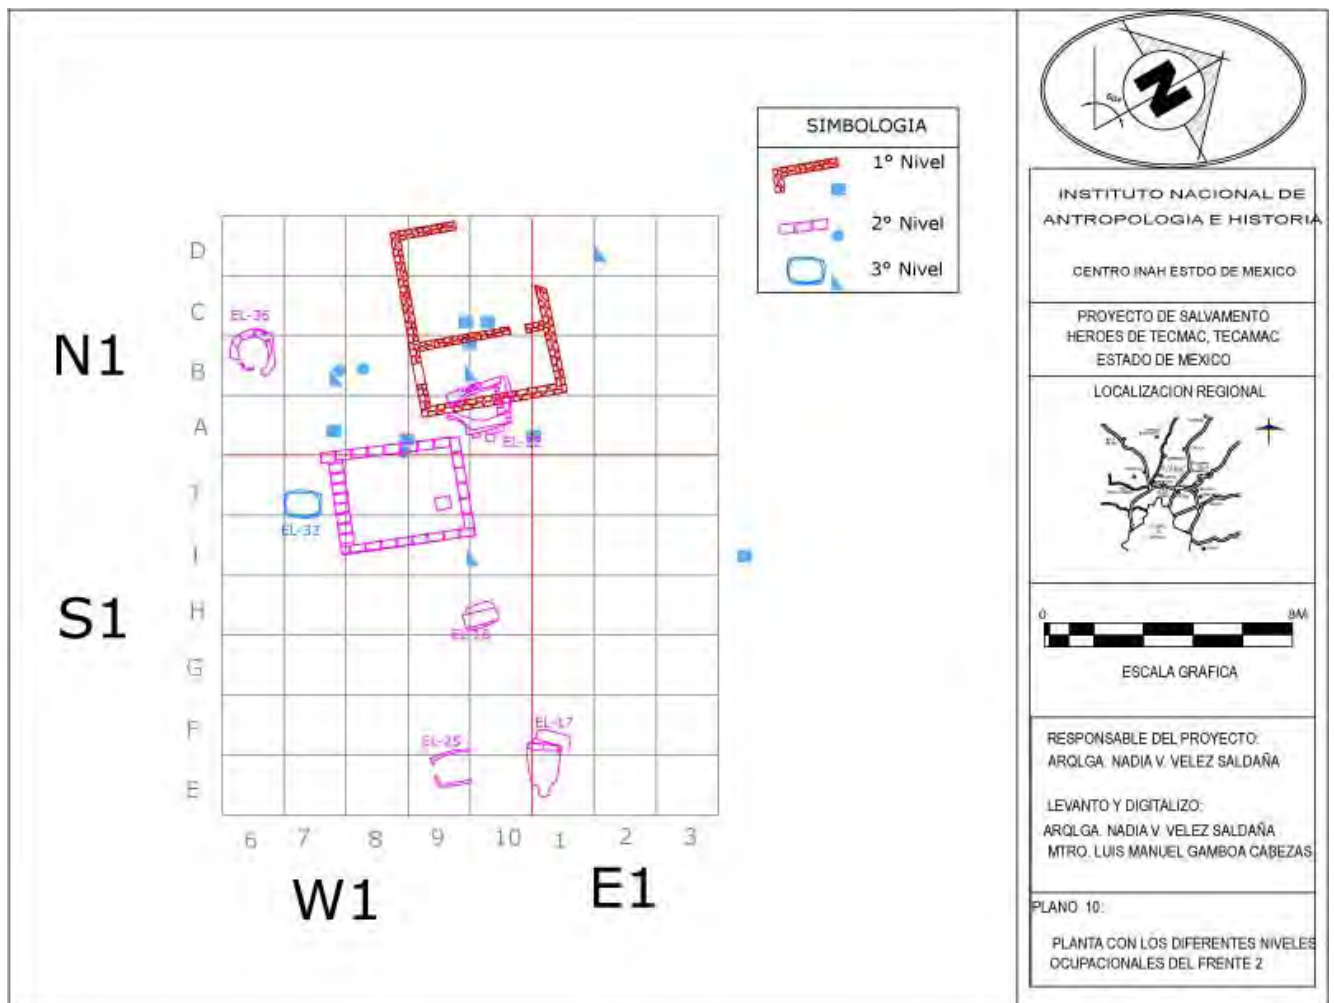 SIMBOLOGIA
1° Nivel
2° Nivel
3° Nivel
N1
S1
D
C
B
A
T
I
H
G
F
E
EL-36
EL-33
EL-16
EL-25
EL-17
6 7 8 9 10 1 2 3
W1 E1
N
INSTITUTO NACIONAL DE
ANTROPOLOGIA E HISTORIA
CENTRO INAH ESTDO DE MEXICO
PROYECTO DE SALVAMENTO
HEROES DE TECMAC, TECAMAC
ESTADO DE MEXICO
LOCALIZACION REGIONAL
0 8M
ESCALA GRAFICA
RESPONSABLE DEL PROYECTO:
ARQLGA. NADIA V. VELEZ SALDAÑA
LEVANTO Y DIGITALIZO:
ARQLGA. NADIA V. VELEZ SALDAÑA
MTRO. LUIS MANUEL GAMBOA CABEZAS
PLANO 10:
PLANTA CON LOS DIFERENTES NIVELES
OCUPACIONALES DEL FRENTE 2